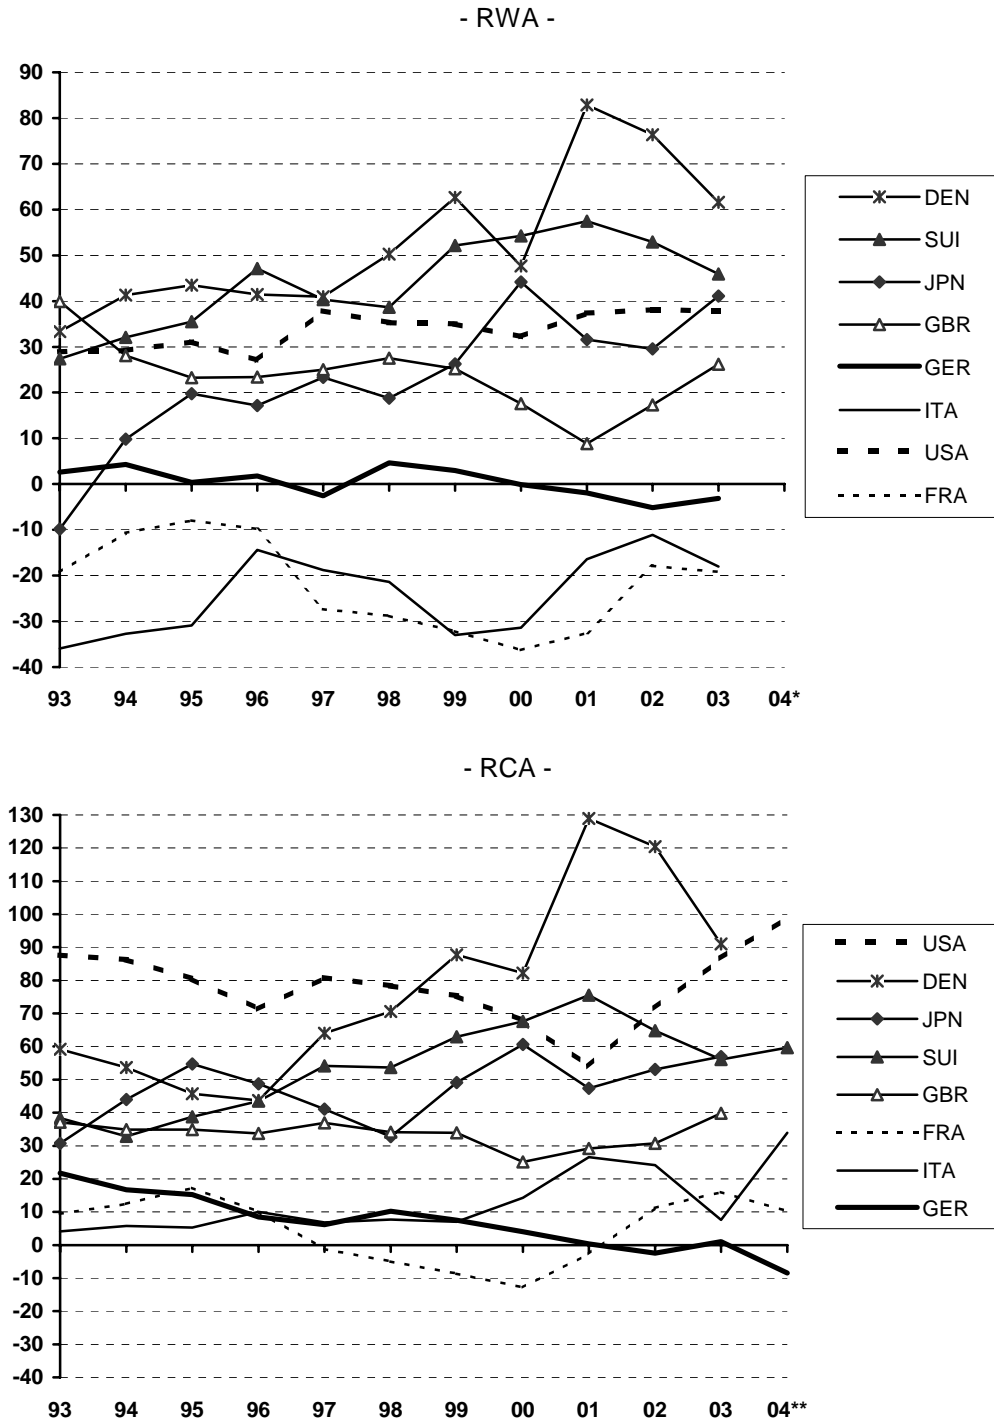 - RWA -
90
80
70
60
50
40
30
20
10
0
-10
-20
-30
-40
93 94 95 96 97 98 99 00 01 02 03 04*
DEN
SUI
JPN
GBR
GER
ITA
USA
FRA
- RCA -
130
120
110
100
90
80
70
60
50
40
30
20
10
0
-10
-20
-30
-40
93 94 95 96 97 98 99 00 01 02 03 04**
USA
DEN
JPN
SUI
GBR
FRA
ITA
GER